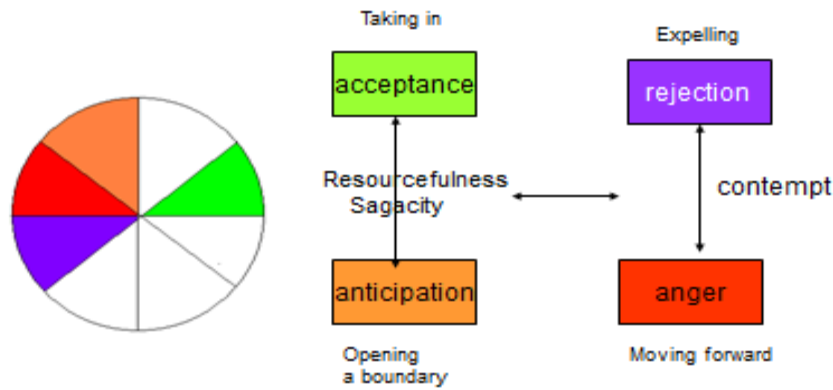 Taking in
Expelling
acceptance
rejection
Resourcefulness
Sagacity
contempt
anticipation
anger
Opening
a boundary
Moving forward